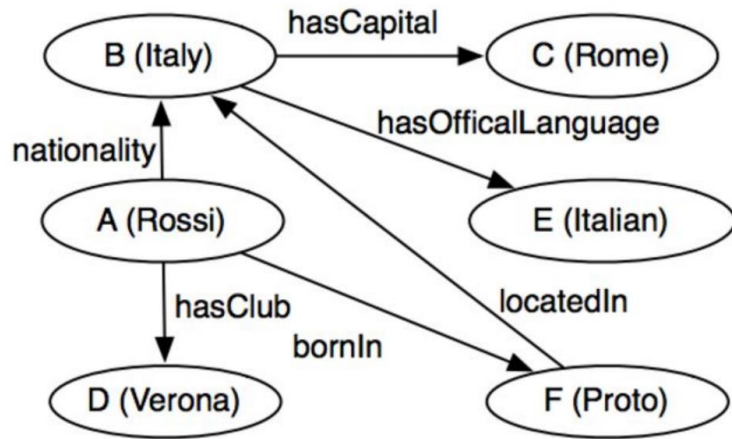 hasCapital
B (Italy)
C (Rome)
hasOfficalLanguage
nationality
A (Rossi)
E (Italian)
hasClub
locatedIn
bornIn
D (Verona)
F (Proto)